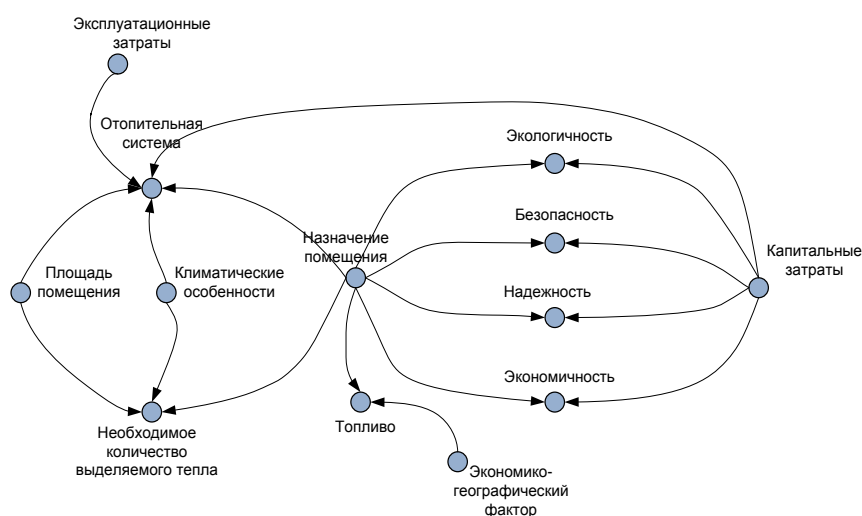 Эксплуатационные
затраты
Отопительная
система
Экологичность
Безопасность
Назначение
помещения
Капитальные
затраты
Площадь
помещения
Климатические
особенности
Надежность
Экономичность
Топливо
Необходимое
количество
выделяемого тепла
Экономико-
географический
фактор